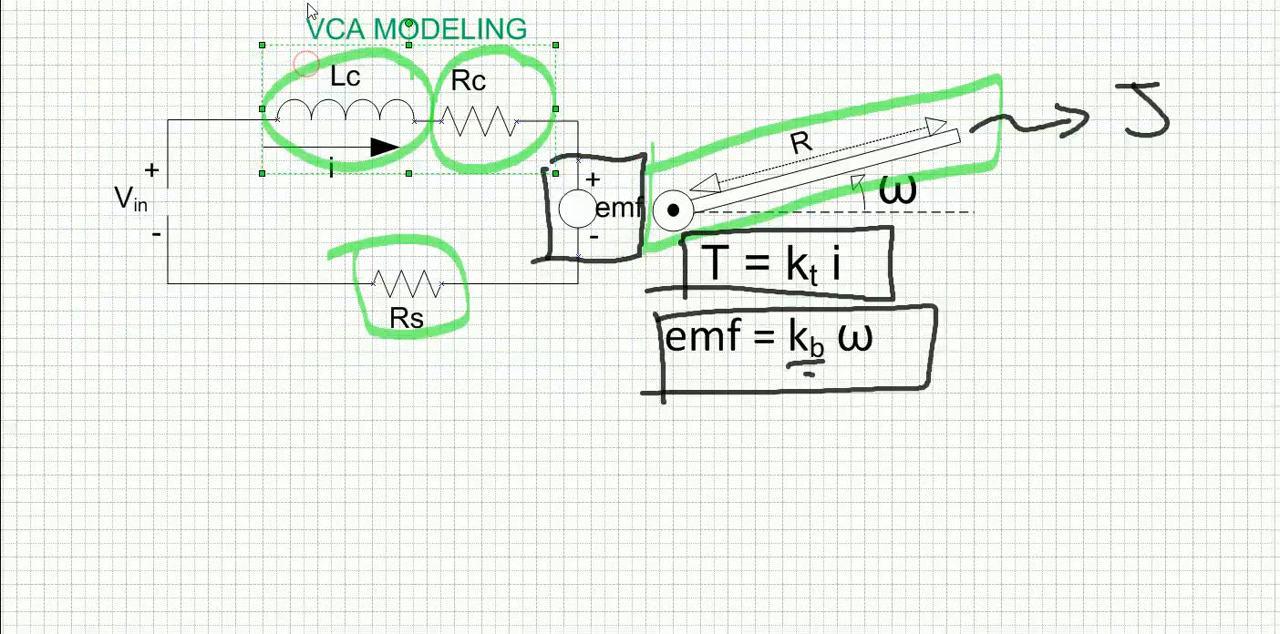 VCA MODELING
Lc
Rc
i
+
Vin
-
+
emf
-
R
J
ω
Rs
T = kt i
emf = kb ω